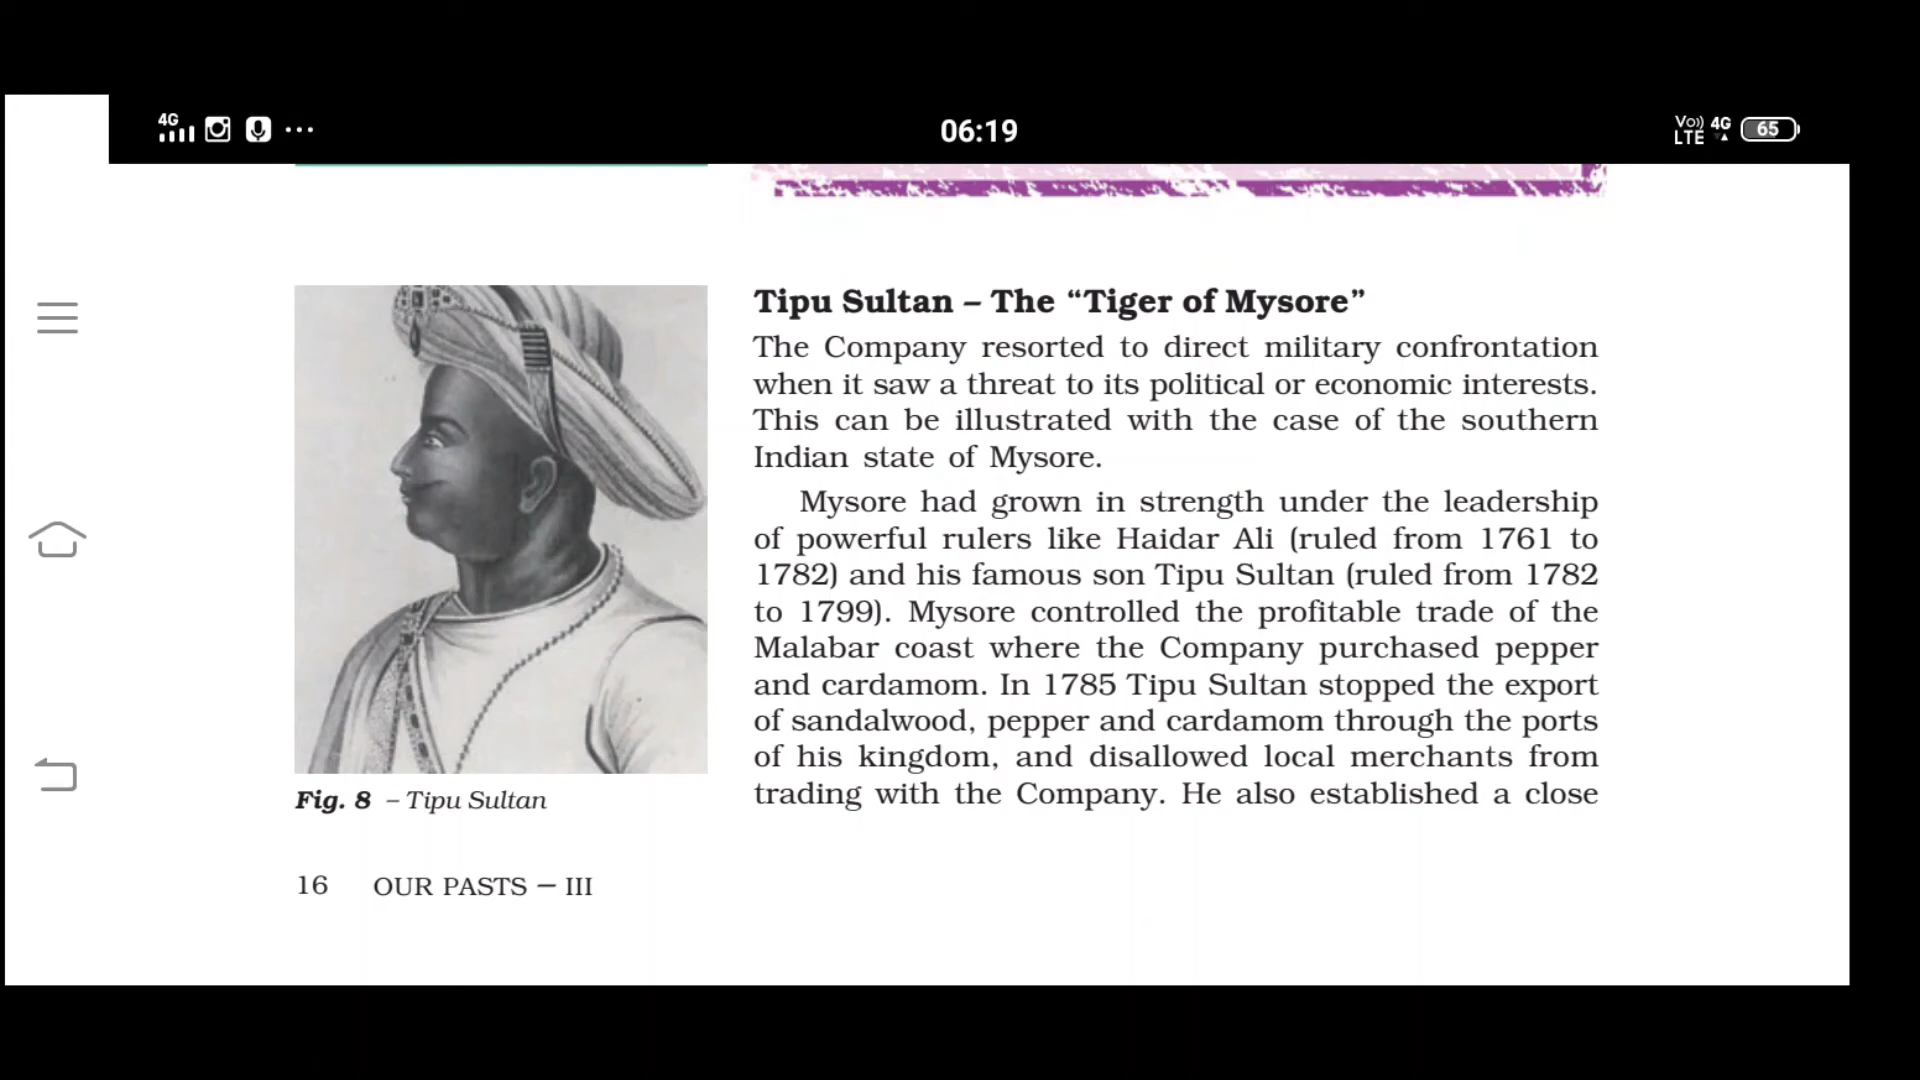 4G
06:19
Vo)) 4G
LTE
65
Tipu Sultan – The “Tiger of Mysore”
The Company resorted to direct military confrontation
when it saw a threat to its political or economic interests.
This can be illustrated with the case of the southern
Indian state of Mysore.
Mysore had grown in strength under the leadership
of powerful rulers like Haidar Ali (ruled from 1761 to
1782) and his famous son Tipu Sultan (ruled from 1782
to 1799). Mysore controlled the profitable trade of the
Malabar coast where the Company purchased pepper
and cardamom. In 1785 Tipu Sultan stopped the export
of sandalwood, pepper and cardamom through the ports
of his kingdom, and disallowed local merchants from
trading with the Company. He also established a close
Fig. 8 – Tipu Sultan
16 OUR PASTS – III